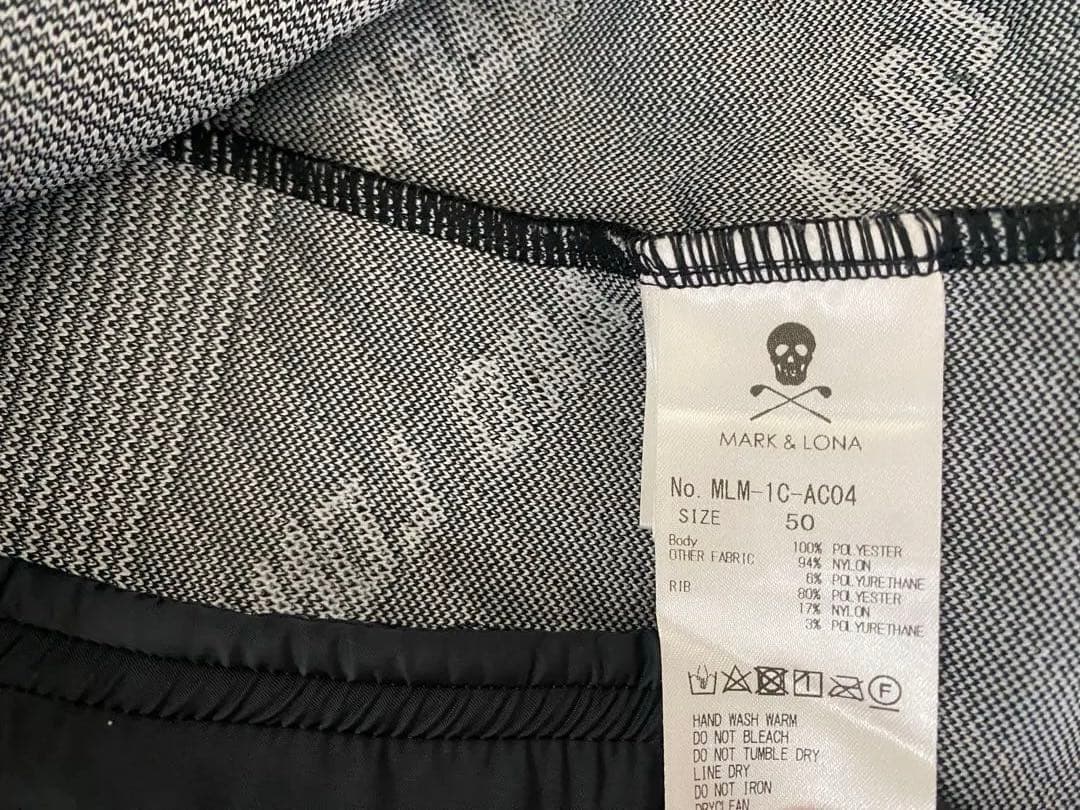 MARK & LONA
No. MLM-1C-AC04
SIZE 50
Body 100% POLYESTER
OTHER FABRIC 94% NYLON
6% POLYURETHANE
RIB 80% POLYESTER
17% NYLON
3% POLYURETHANE
F
HAND WASH WARM
DO NOT BLEACH
DO NOT TUMBLE DRY
LINE DRY
DO NOT IRON
DRYCLEAN